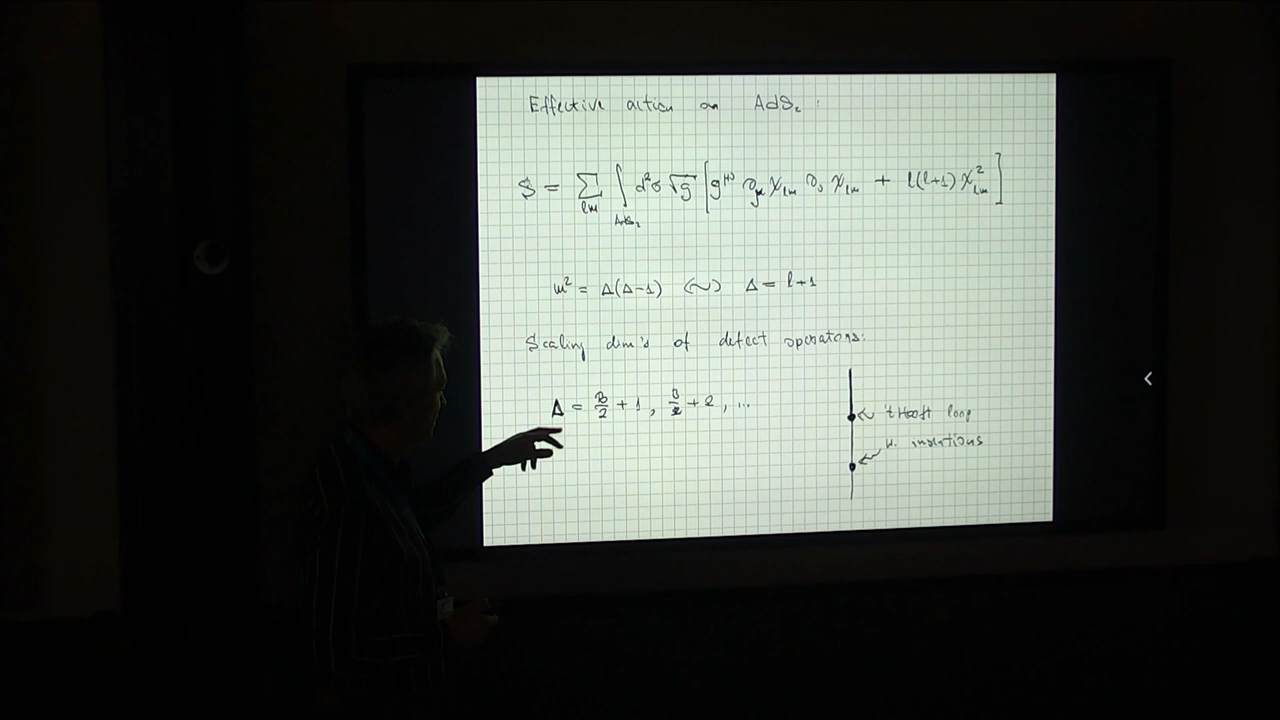 Effective action on AdS₂ :
S = ∑_{lm} ∫_{AdS₂} d²σ √g [ g^{μν} ∂_μ χ_{lm} ∂_ν χ_{lm} + l(l+1) χ²_{lm} ]
m² = Δ(Δ-1) (~) Δ = l+1
Scaling dim's of defect operators:
Δ = B/2 + 1, B/2 + 2, ...
't Hooft loop
w. insertions